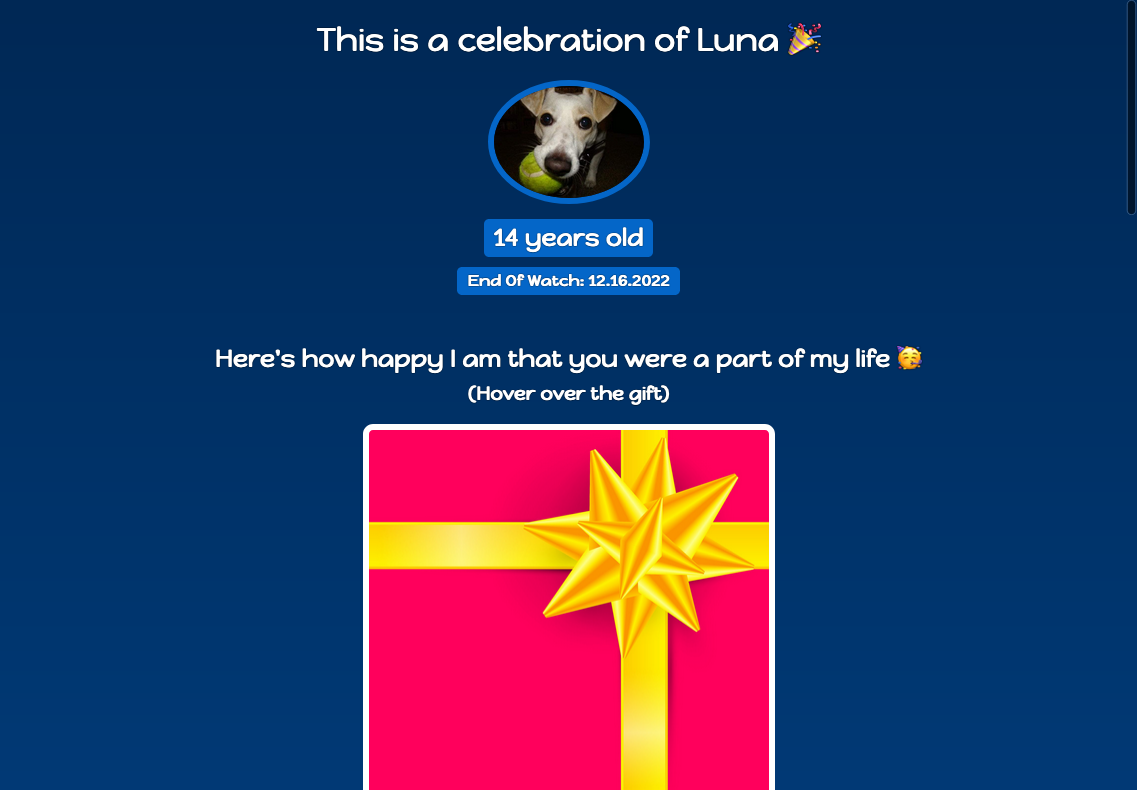 This is a celebration of Luna 🎉
14 years old
End Of Watch: 12.16.2022
Here's how happy I am that you were a part of my life 🥳
(Hover over the gift)